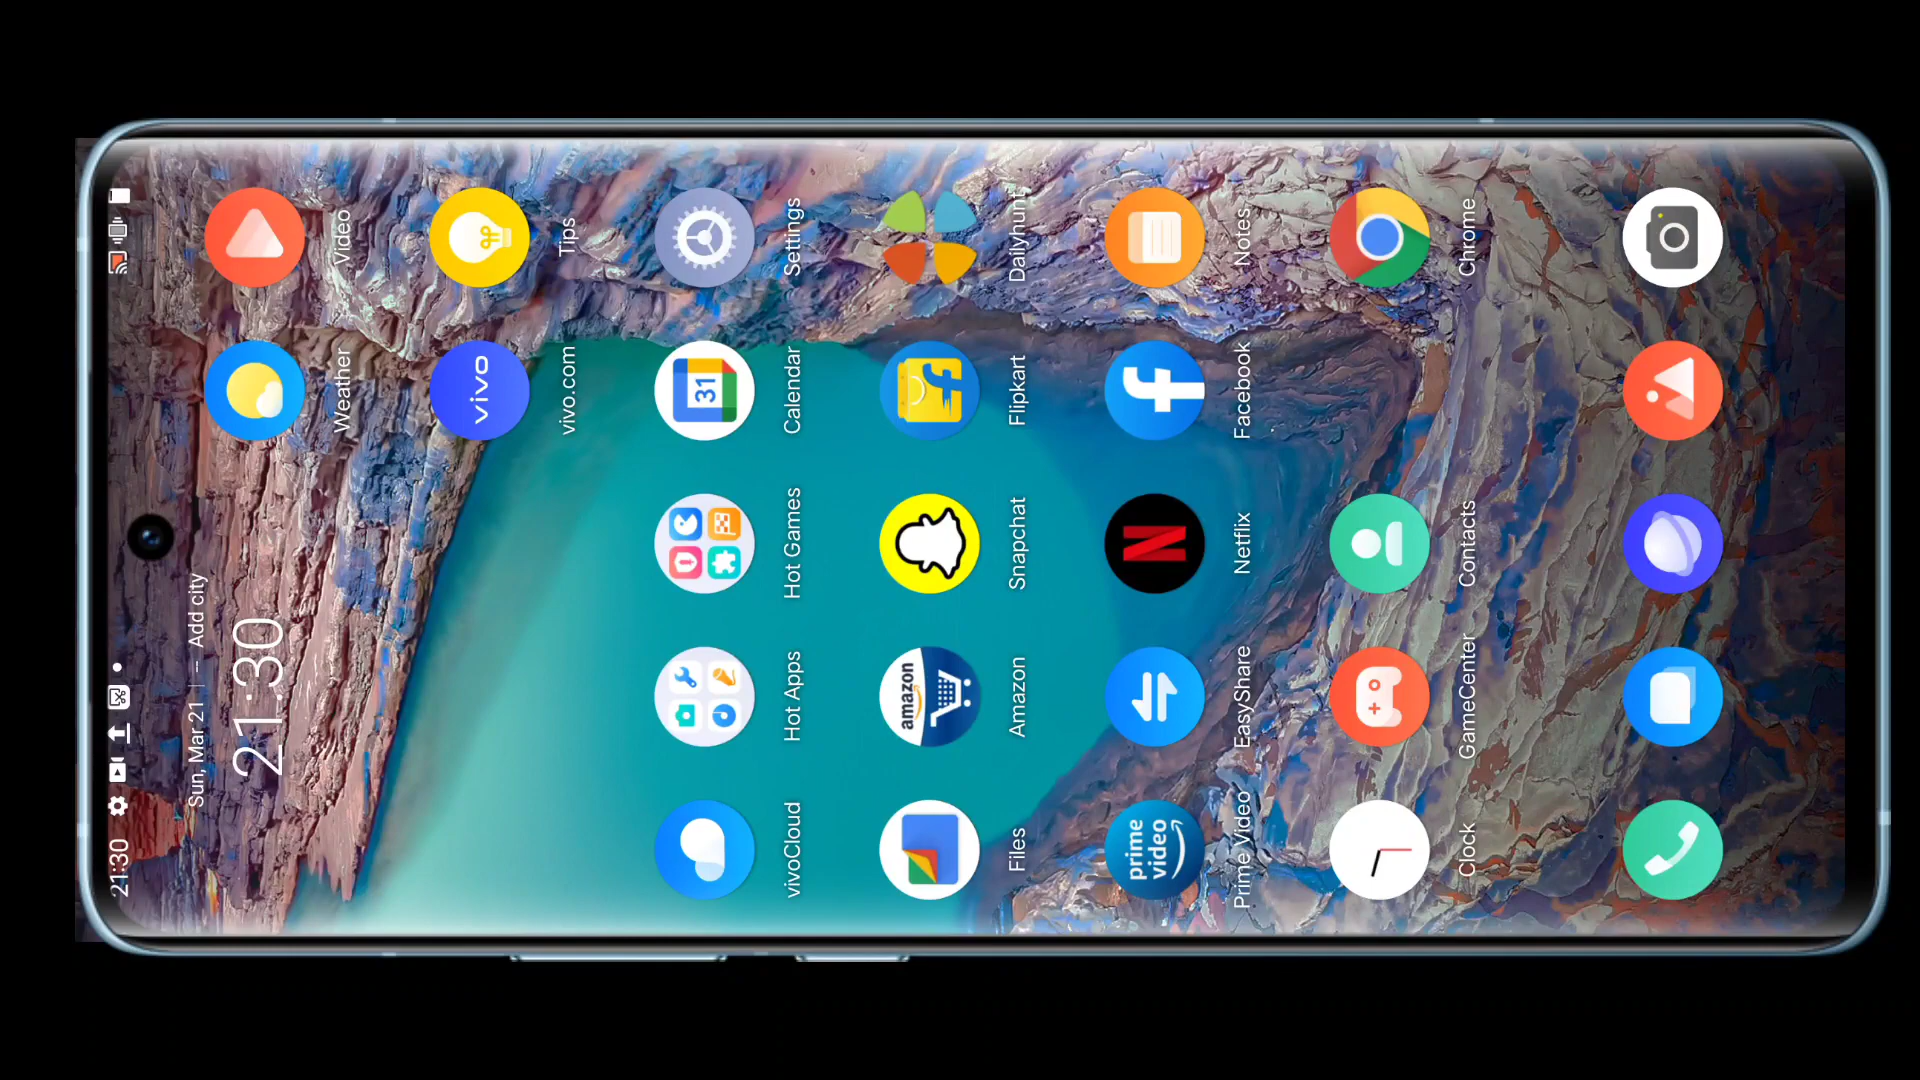 21:30
Sun, Mar 21 | -- Add city
21:30
Weather Video
vivo
vivo.com Tips
31
vivoCloud Hot Apps Hot Games Calendar Settings
amazon
Files Amazon Snapchat Flipkart Dailyhunt
prime
video
N
f
Prime Video EasyShare Netflix Facebook Notes
Clock GameCenter Contacts Chrome